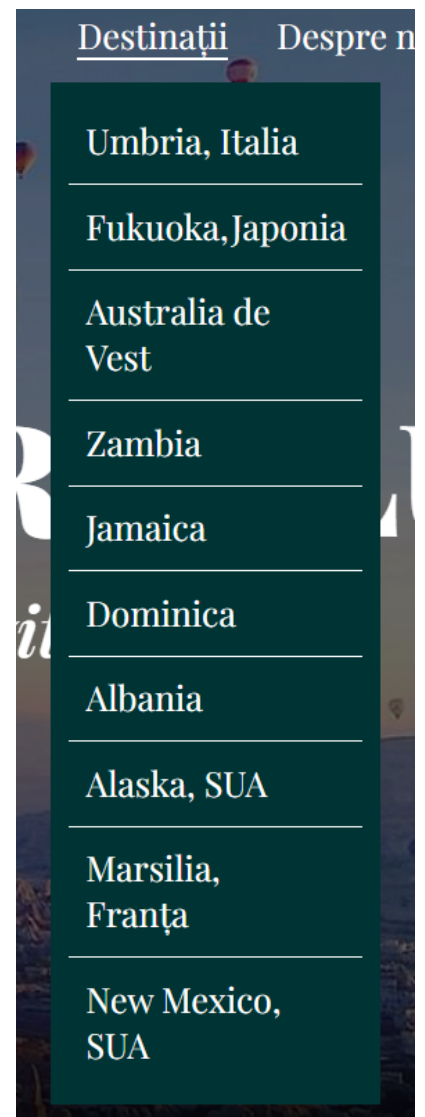 Destinații Despre n
Umbria, Italia
Fukuoka,Japonia
Australia de
Vest
Zambia
Jamaica
Dominica
Albania
Alaska, SUA
Marsilia,
Franța
New Mexico,
SUA